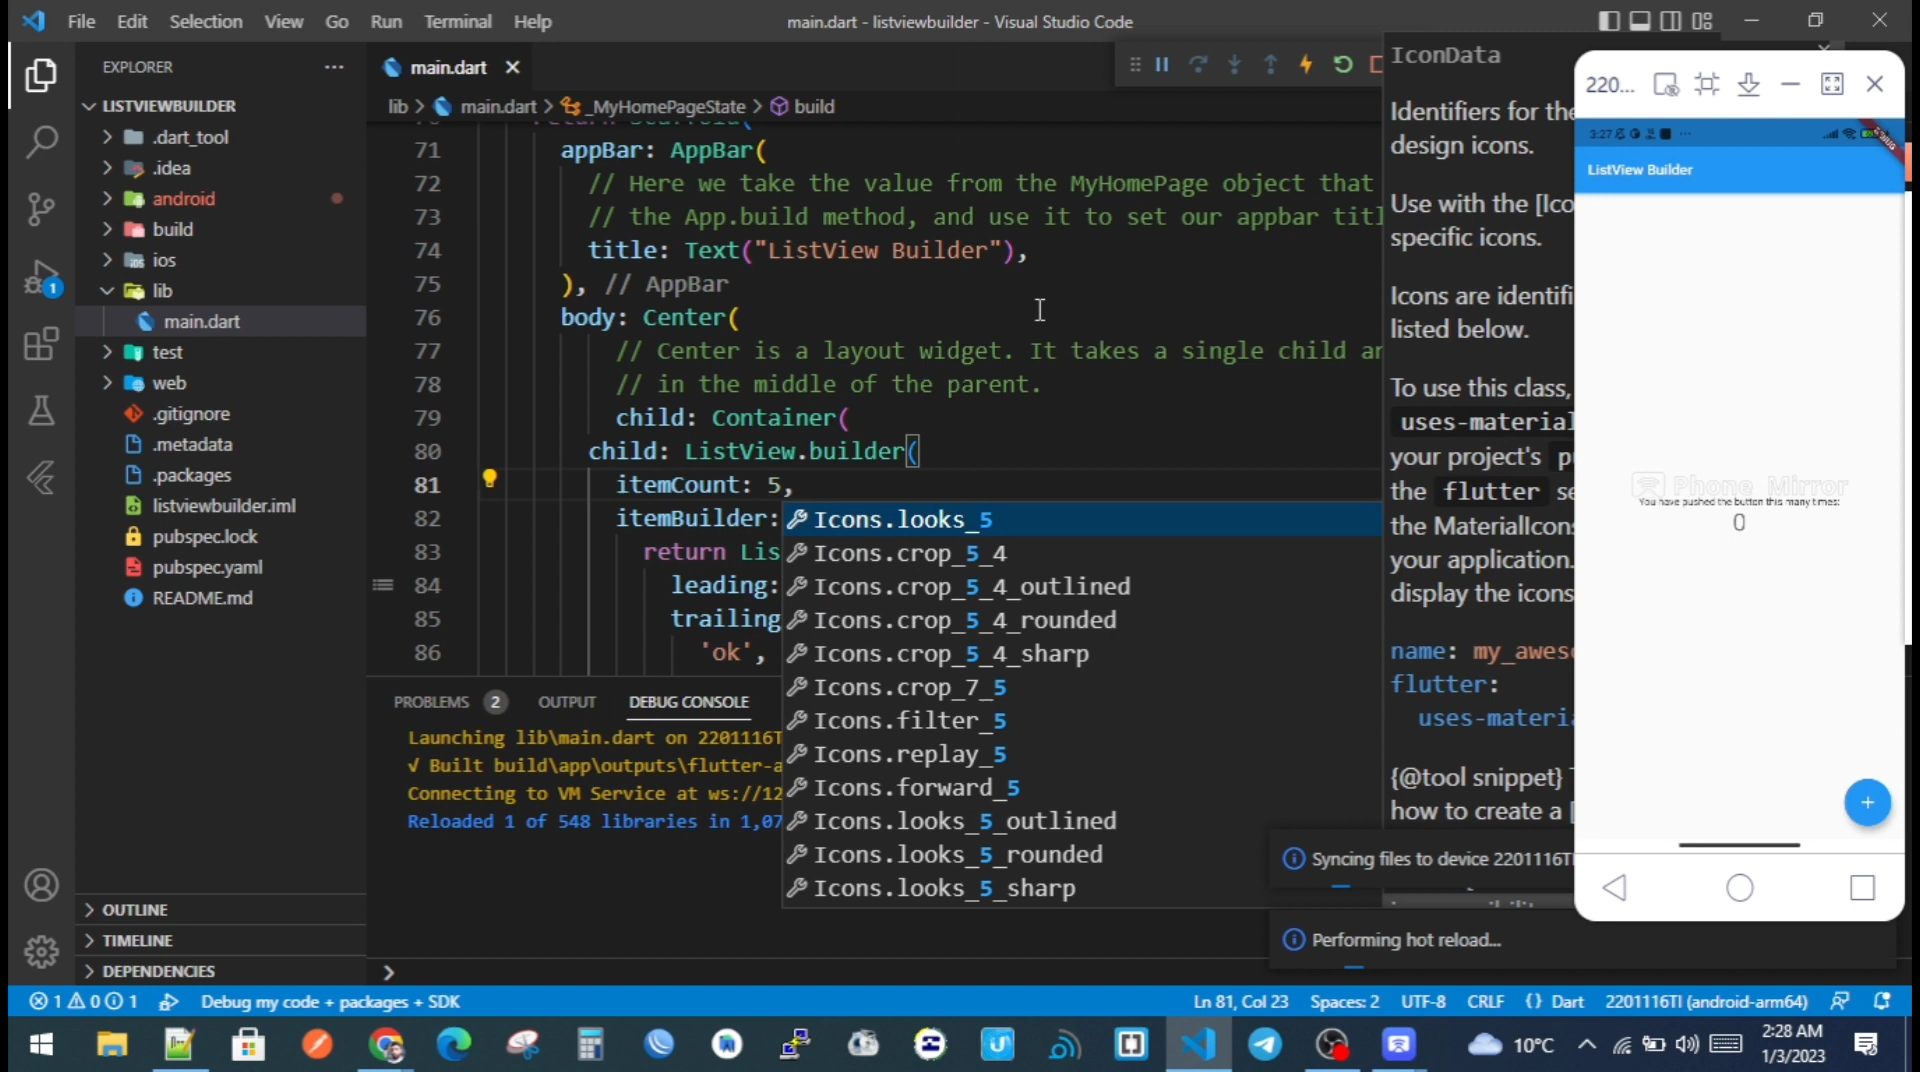 File Edit Selection View Go Run Terminal Help
main.dart - listviewbuilder - Visual Studio Code
EXPLORER
LISTVIEWBUILDER
.dart_tool
.idea
android
build
ios
lib
main.dart
test
web
.gitignore
.metadata
.packages
listviewbuilder.iml
pubspec.lock
pubspec.yaml
README.md
OUTLINE
TIMELINE
DEPENDENCIES
main.dart
lib > main.dart > _MyHomePageState > build
71 appBar: AppBar(
72 // Here we take the value from the MyHomePage object that
73 // the App.build method, and use it to set our appbar titl
74 title: Text("ListView Builder"),
75 ), // AppBar
76 body: Center(
77 // Center is a layout widget. It takes a single child an
78 // in the middle of the parent.
79 child: Container(
80 child: ListView.builder(
81 itemCount: 5,
82 itemBuilder:
83 return Lis
84 leading:
85 trailing
86 'ok',
Icons.looks_5
Icons.crop_5_4
Icons.crop_5_4_outlined
Icons.crop_5_4_rounded
Icons.crop_5_4_sharp
Icons.crop_7_5
Icons.filter_5
Icons.replay_5
Icons.forward_5
Icons.looks_5_outlined
Icons.looks_5_rounded
Icons.looks_5_sharp
PROBLEMS 2 OUTPUT DEBUG CONSOLE
Launching lib\main.dart on 2201116T
√ Built build\app\outputs\flutter-a
Connecting to VM Service at ws://12
Reloaded 1 of 548 libraries in 1,07
IconData
Identifiers for the
design icons.
Use with the [Ico
specific icons.
Icons are identifi
listed below.
To use this class,
uses-material
your project's p
the flutter se
the MaterialIcons
your application.
display the icons
name: my_aweso
flutter:
uses-materia
{@tool snippet} T
how to create a [
220...
3:27
DEBUG
ListView Builder
Phone Mirror
You have pushed the button this many times:
0
+
Syncing files to device 2201116TI
Performing hot reload...
1 0 1 Debug my code + packages + SDK
Ln 81, Col 23 Spaces: 2 UTF-8 CRLF {} Dart 2201116TI (android-arm64)
10°C
2:28 AM
1/3/2023